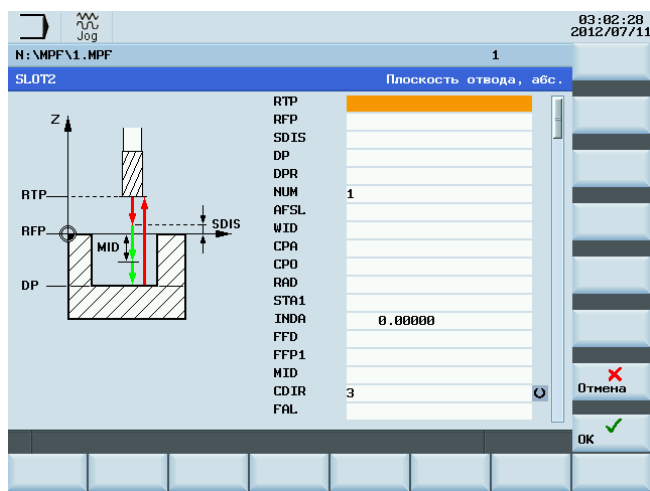 Jog
03:02:28
2012/07/11
N:\MPF\1.MPF 1
SLOT2 Плоскость отвода, абс.
RTP
RFP
SDIS
DP
DPR
NUM 1
AFSL
WID
CPA
CPO
RAD
STA1
INDA 0.00000
FFD
FFP1
MID
CDIR 3
FAL
Z
RTP
SDIS
RFP
MID
DP
Отмена
ОК